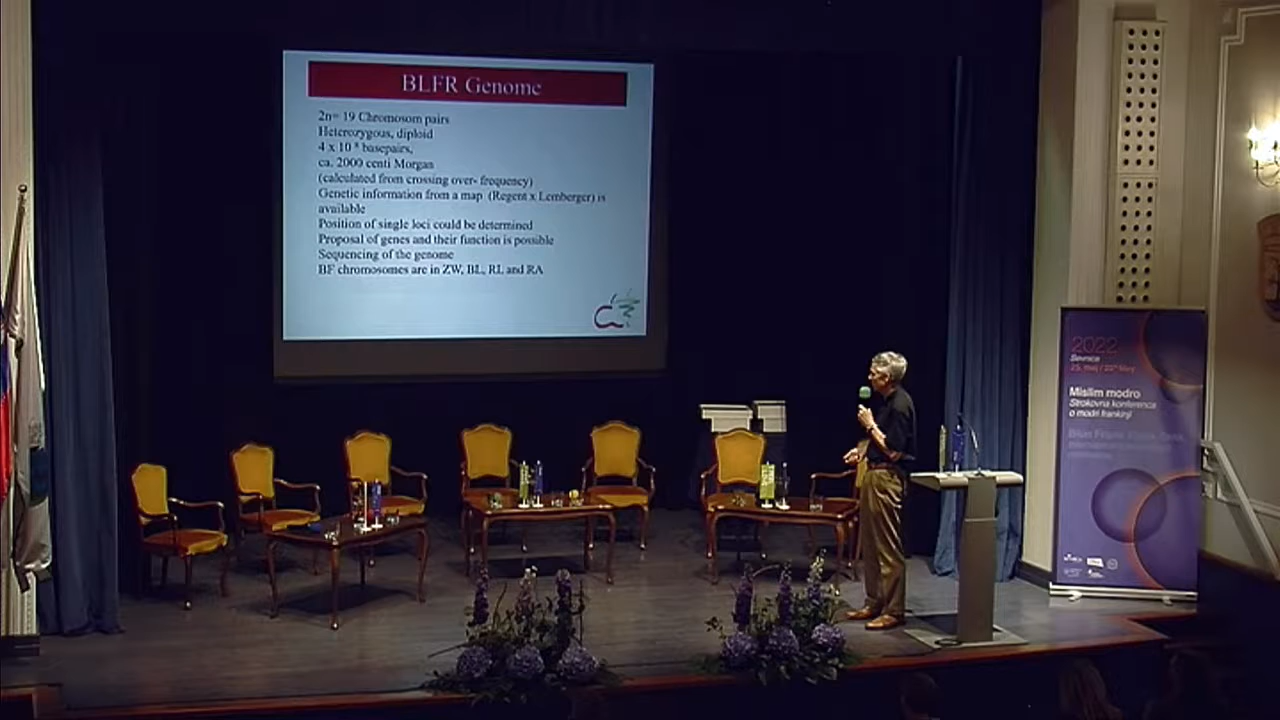 BLFR Genome
2n= 19 Chromosom pairs
Heterozygous, diploid
4 x 10 ⁸ basepairs,
ca. 2000 centi Morgan
(calculated from crossing over- frequency)
Genetic information from a map (Regent x Lemberger) is
available
Position of single loci could be determined
Proposal of genes and their function is possible
Sequencing of the genome
BF chromosomes are in ZW, BL, RL and RA
2022
Sevnica
Mislim modro
Strokovna konferenca
o modri frankinji